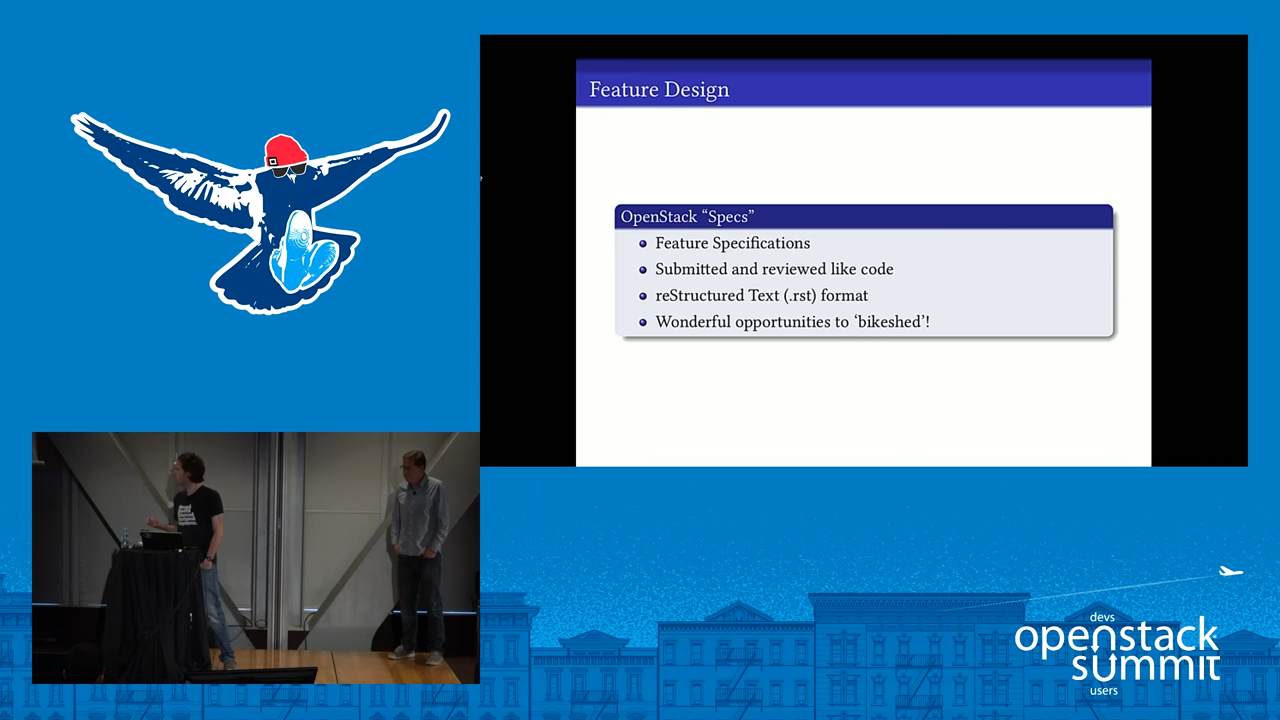 Feature Design
OpenStack “Specs”
Feature Specifications
Submitted and reviewed like code
reStructured Text (.rst) format
Wonderful opportunities to ‘bikeshed’!
devs
openstack
summit
users